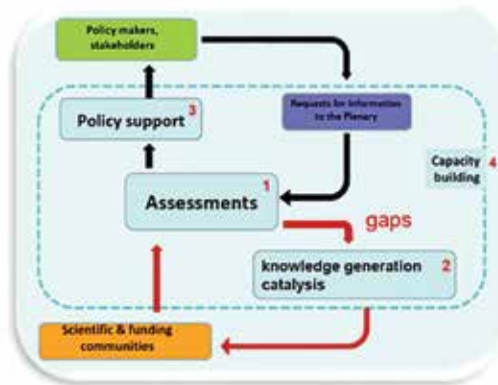 Policy makers,
stakeholders
Policy support 3
Requests for Information
to the Plenary
Capacity 4
building
Assessments 1
gaps
knowledge generation 2
catalysis
Scientific & funding
communities